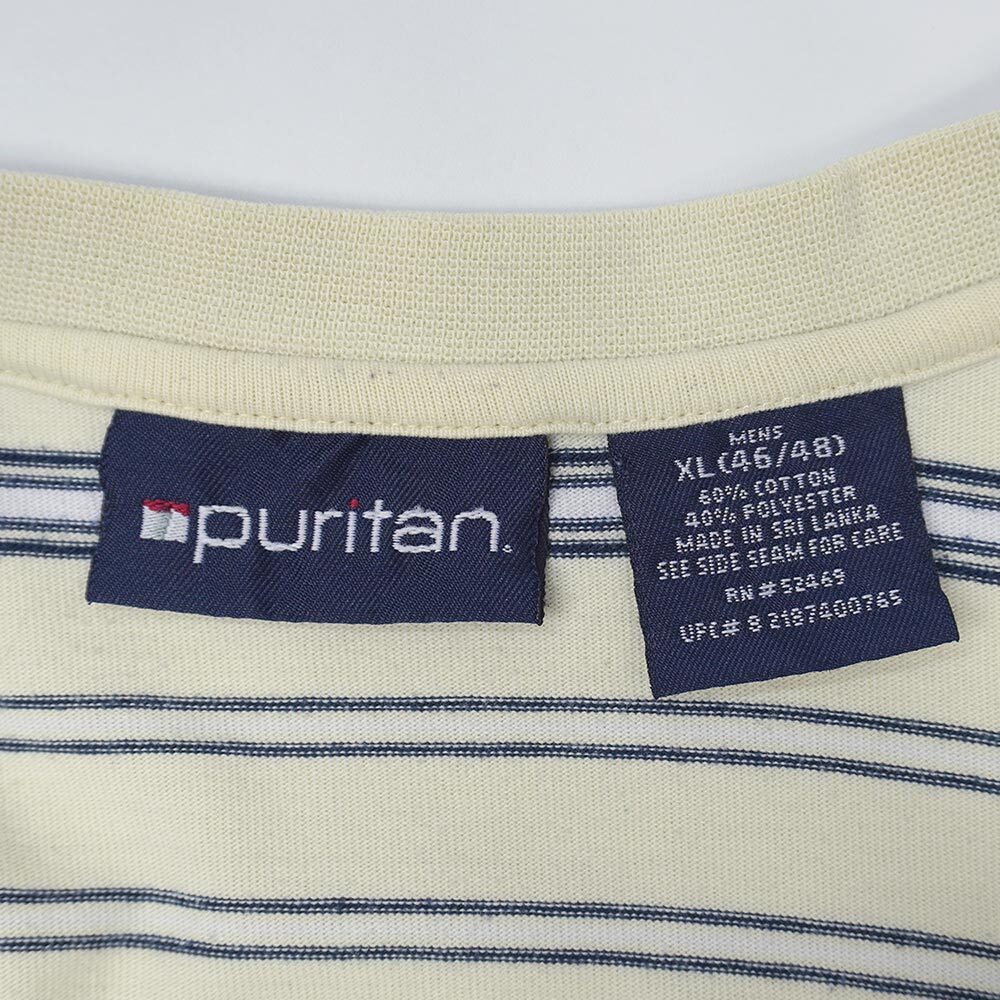 puritan.
MENS
XL (46/48)
60% COTTON
40% POLYESTER
MADE IN SRI LANKA
SEE SIDE SEAM FOR CARE
RN # 52469
UPC# 8 2187400765